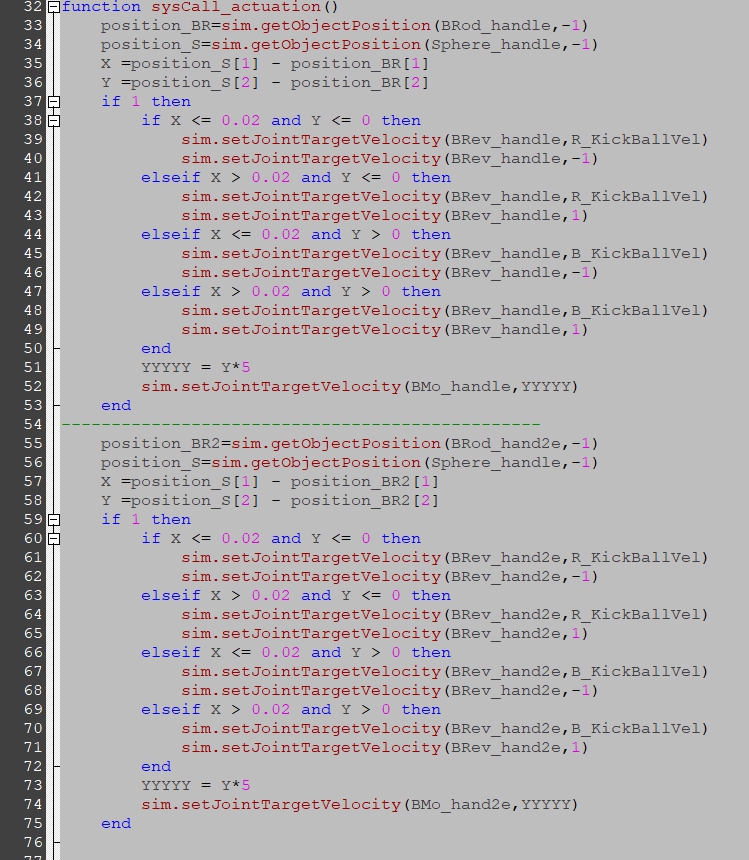 32 function sysCall_actuation()
33     position_BR=sim.getObjectPosition(BRod_handle,-1)
34     position_S=sim.getObjectPosition(Sphere_handle,-1)
35     X =position_S[1] - position_BR[1]
36     Y =position_S[2] - position_BR[2]
37     if 1 then
38         if X <= 0.02 and Y <= 0 then
39             sim.setJointTargetVelocity(BRev_handle,R_KickBallVel)
40             sim.setJointTargetVelocity(BRev_handle,-1)
41         elseif X > 0.02 and Y <= 0 then
42             sim.setJointTargetVelocity(BRev_handle,R_KickBallVel)
43             sim.setJointTargetVelocity(BRev_handle,1)
44         elseif X <= 0.02 and Y > 0 then
45             sim.setJointTargetVelocity(BRev_handle,B_KickBallVel)
46             sim.setJointTargetVelocity(BRev_handle,-1)
47         elseif X > 0.02 and Y > 0 then
48             sim.setJointTargetVelocity(BRev_handle,B_KickBallVel)
49             sim.setJointTargetVelocity(BRev_handle,1)
50         end
51         YYYYY = Y*5
52         sim.setJointTargetVelocity(BMo_handle,YYYYY)
53     end
54 ------------------------------------------------
55     position_BR2=sim.getObjectPosition(BRod_hand2e,-1)
56     position_S=sim.getObjectPosition(Sphere_handle,-1)
57     X =position_S[1] - position_BR2[1]
58     Y =position_S[2] - position_BR2[2]
59     if 1 then
60         if X <= 0.02 and Y <= 0 then
61             sim.setJointTargetVelocity(BRev_hand2e,R_KickBallVel)
62             sim.setJointTargetVelocity(BRev_hand2e,-1)
63         elseif X > 0.02 and Y <= 0 then
64             sim.setJointTargetVelocity(BRev_hand2e,R_KickBallVel)
65             sim.setJointTargetVelocity(BRev_hand2e,1)
66         elseif X <= 0.02 and Y > 0 then
67             sim.setJointTargetVelocity(BRev_hand2e,B_KickBallVel)
68             sim.setJointTargetVelocity(BRev_hand2e,-1)
69         elseif X > 0.02 and Y > 0 then
70             sim.setJointTargetVelocity(BRev_hand2e,B_KickBallVel)
71             sim.setJointTargetVelocity(BRev_hand2e,1)
72         end
73         YYYYY = Y*5
74         sim.setJointTargetVelocity(BMo_hand2e,YYYYY)
75     end
76
77